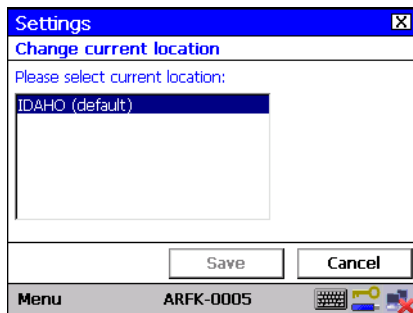 Settings
Change current location
Please select current location:
IDAHO (default)
Save Cancel
Menu ARFK-0005